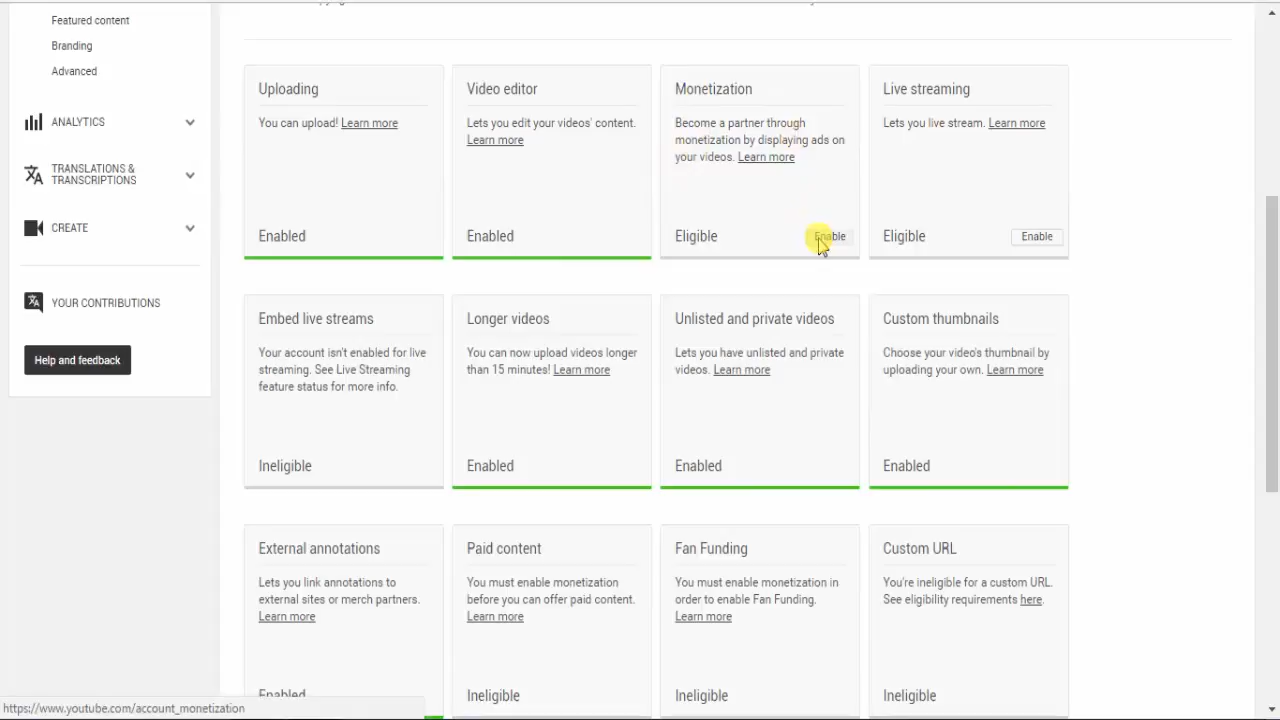 Featured content
Branding
Advanced
ANALYTICS
TRANSLATIONS &
TRANSCRIPTIONS
CREATE
YOUR CONTRIBUTIONS
Help and feedback
Uploading
You can upload! Learn more
Enabled
Video editor
Lets you edit your videos' content.
Learn more
Enabled
Monetization
Become a partner through
monetization by displaying ads on
your videos. Learn more
Eligible
Enable
Live streaming
Lets you live stream. Learn more
Eligible
Enable
Embed live streams
Your account isn't enabled for live
streaming. See Live Streaming
feature status for more info.
Ineligible
Longer videos
You can now upload videos longer
than 15 minutes! Learn more
Enabled
Unlisted and private videos
Lets you have unlisted and private
videos. Learn more
Enabled
Custom thumbnails
Choose your video's thumbnail by
uploading your own. Learn more
Enabled
External annotations
Lets you link annotations to
external sites or merch partners.
Learn more
Enabled
Paid content
You must enable monetization
before you can offer paid content.
Learn more
Ineligible
Fan Funding
You must enable monetization in
order to enable Fan Funding.
Learn more
Ineligible
Custom URL
You're ineligible for a custom URL.
See eligibility requirements here.
Ineligible
https://www.youtube.com/account_monetization